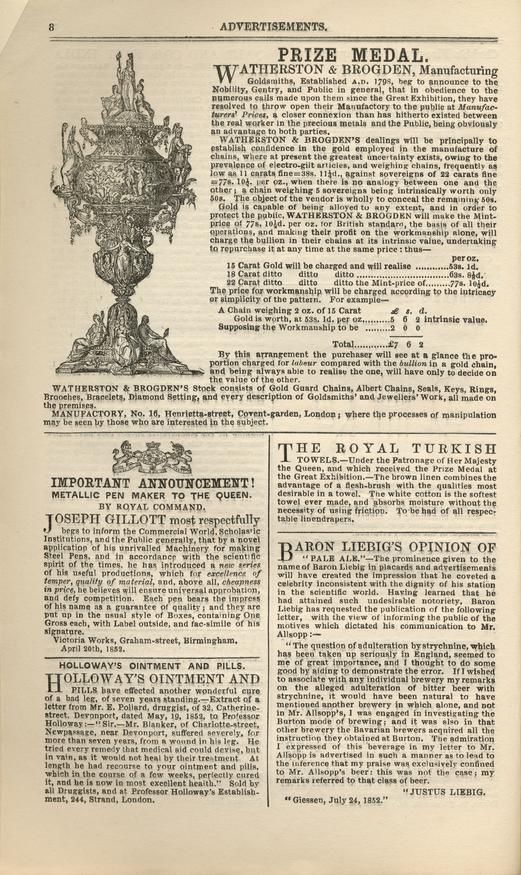 8 ADVERTISEMENTS.
PRIZE MEDAL.
WATHERSTON & BROGDEN, Manufacturing
Goldsmiths, Established A.D. 1798, beg to announce to the
Nobility, Gentry, and Public in general, that in obedience to the
numerous calls made upon them since the Great Exhibition, they have
resolved to throw open their Manufactory to the public at Manufac-
turers' Prices, a closer connexion than has hitherto existed between
the real worker in the precious metals and the Public, being obviously
an advantage to both parties.
WATHERSTON & BROGDEN'S dealings will be principally to
establish confidence in the gold employed in the manufacture of
chains, where at present the greatest uncertainty exists, owing to the
prevalence of electro-gilt articles, and weighing chains, frequently as
low as 11 carats fine=38s. 11¼d., against sovereigns of 22 carats fine
=77s. 10½. per oz., when there is no analogy between one and the
other; a chain weighing 5 sovereigns being intrinsically worth only
50s. The object of the vendor is wholly to conceal the remaining 50s.
Gold is capable of being alloyed to any extent, and in order to
protect the public, WATHERSTON & BROGDEN will make the Mint-
price of 77s. 10½d. per oz. for British standard, the basis of all their
operations, and making their profit on the workmanship alone, will
charge the bullion in their chains at its intrinsic value, undertaking
to repurchase it at any time at the same price: thus—
per oz.
15 Carat Gold will be charged and will realise ...........53s. 1d.
18 Carat ditto ditto ditto .....................63s. 8½d.
22 Carat ditto ditto the Mint-price of........77s. 10½d.
The price for workmanship will be charged according to the intricacy
or simplicity of the pattern. For example—
A Chain weighing 2 oz. of 15 Carat £ s. d.
Gold is worth, at 53s. 1d. per oz........5 6 2 intrinsic value.
Supposing the Workmanship to be ......2 0 0
Total............£7 6 2
By this arrangement the purchaser will see at a glance the pro-
portion charged for labour compared with the bullion in a gold chain,
and being always able to realise the one, will have only to decide on
the value of the other.
WATHERSTON & BROGDEN'S Stock consists of Gold Guard Chains, Albert Chains, Seals, Keys, Rings,
Brooches, Bracelets, Diamond Setting, and every description of Goldsmiths' and Jewellers' Work, all made on
the premises.
MANUFACTORY, No. 16, Henrietta-street, Covent-garden, London; where the processes of manipulation
may be seen by those who are interested in the subject.
IMPORTANT ANNOUNCEMENT!
METALLIC PEN MAKER TO THE QUEEN.
BY ROYAL COMMAND.
JOSEPH GILLOTT most respectfully
begs to inform the Commercial World, Scholastic
Institutions, and the Public generally, that by a novel
application of his unrivalled Machinery for making
Steel Pens, and in accordance with the scientific
spirit of the times, he has introduced a new series
of his useful productions, which for excellence of
temper, quality of material, and, above all, cheapness
in price, he believes will ensure universal approbation,
and defy competition. Each pen bears the impress
of his name as a guarantee of quality; and they are
put up in the usual style of Boxes, containing One
Gross each, with Label outside, and fac-simile of his
signature.
Victoria Works, Graham-street, Birmingham,
April 20th, 1852.
HOLLOWAY'S OINTMENT AND PILLS.
HOLLOWAY'S OINTMENT AND
PILLS have effected another wonderful cure
of a bad leg, of seven years standing.—Extract of a
letter from Mr. E. Pollard, druggist, of 32, Catherine-
street, Devonport, dated May, 19, 1852, to Professor
Holloway:—"Sir.—Mr. Blanker, of Charlotte-street,
Newpassage, near Devonport, suffered severely, for
more than seven years, from a wound in his leg. He
tried every remedy that medical aid could devise, but
in vain, as it would not heal by their treatment. At
length he had recourse to your ointment and pills,
which in the course of a few weeks, perfectly cured
it, and he is now in most excellent health." Sold by
all Druggists, and at Professor Holloway's Establish-
ment, 244, Strand, London.
THE ROYAL TURKISH
TOWELS.—Under the Patronage of Her Majesty
the Queen, and which received the Prize Medal at
the Great Exhibition.—The brown linen combines the
advantage of a flesh-brush with the qualities most
desirable in a towel. The white cotton is the softest
towel ever made, and absorbs moisture without the
necessity of using friction. To be had of all respec-
table linendrapers.
BARON LIEBIG'S OPINION OF
"PALE ALE."—The prominence given to the
name of Baron Liebig in placards and advertisements
will have created the impression that he coveted a
celebrity inconsistent with the dignity of his station
in the scientific world. Having learned that he
had attained such undesirable notoriety, Baron
Liebig has requested the publication of the following
letter, with the view of informing the public of the
motives which dictated his communication to Mr.
Allsopp:—
"The question of adulteration by strychnine, which
has been taken up seriously in England, seemed to
me of great importance, and I thought to do some
good by aiding to demonstrate the error. If I wished
to associate with any individual brewery my remarks
on the alleged adulteration of bitter beer with
strychnine, it would have been natural to have
mentioned another brewery in which alone, and not
in Mr. Allsopp's, I was engaged in investigating the
Burton mode of brewing; and it was also in that
other brewery the Bavarian brewers acquired all the
instruction they obtained at Burton. The admiration
I expressed of this beverage in my letter to Mr.
Allsopp is advertised in such a manner as to lead to
the inference that my praise was exclusively confined
to Mr. Allsopp's beer: this was not the case; my
remarks referred to that class of beer.
"JUSTUS LIEBIG.
"Giessen, July 24, 1852."